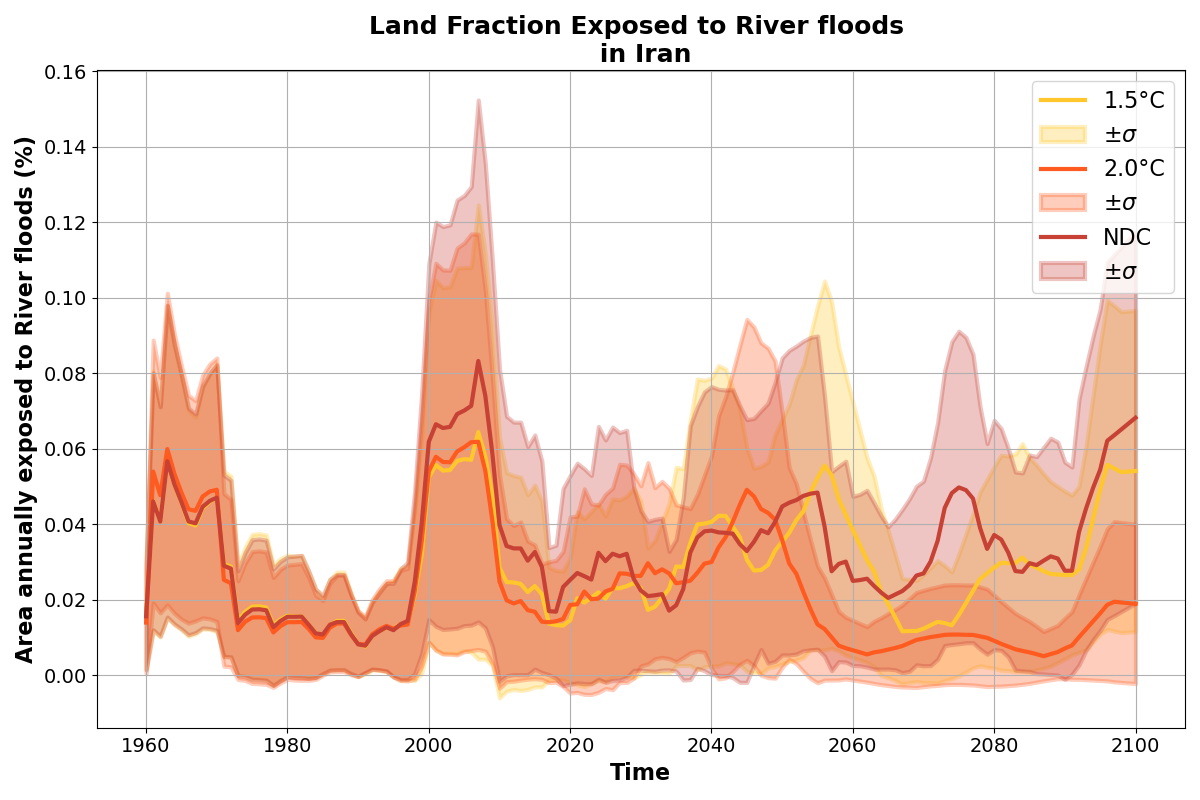 Land Fraction Exposed to River floods
in Iran
Area annually exposed to River floods (%)
0.16
0.14
0.12
0.10
0.08
0.06
0.04
0.02
0.00
1.5°C
±σ
2.0°C
±σ
NDC
±σ
1960
1980
2000
2020
2040
2060
2080
2100
Time